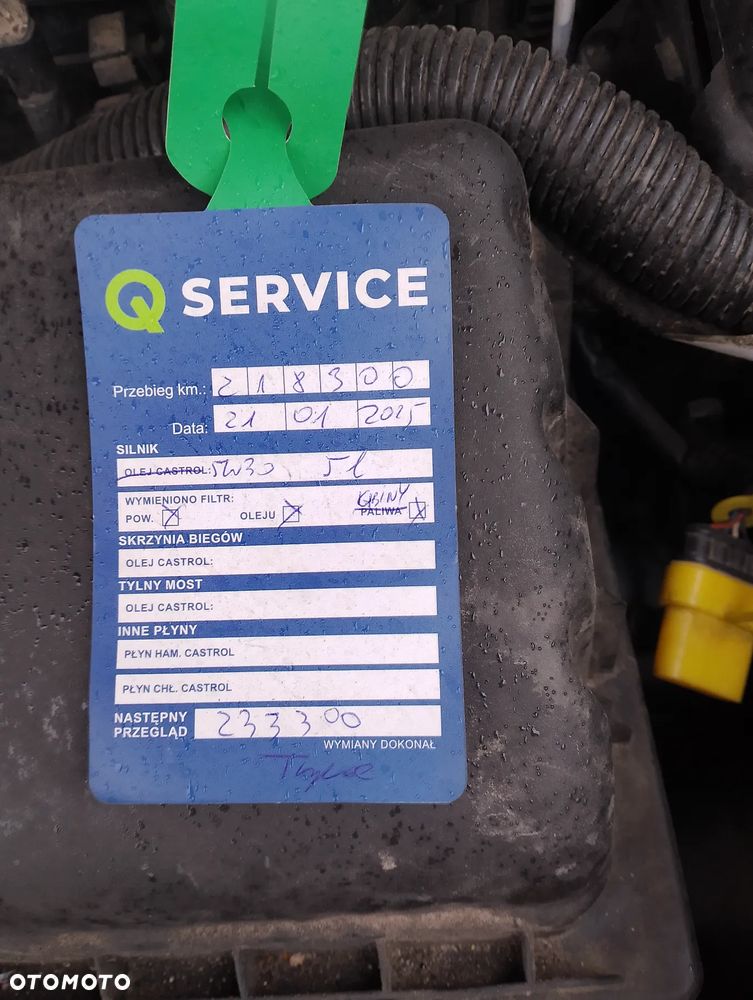 Q SERVICE
Przebieg km.: 218300
Data: 21 01 2025
SILNIK
OLEJ CASTROL: 5W30 5l
WYMIENIONO FILTR:
POW. OLEJU PALIWA KABINY
SKRZYNIA BIEGÓW
OLEJ CASTROL:
TYLNY MOST
OLEJ CASTROL:
INNE PŁYNY
PŁYN HAM. CASTROL
PŁYN CHŁ. CASTROL
NASTĘPNY PRZEGLĄD 233300
WYMIANY DOKONAŁ
OTOMOTO